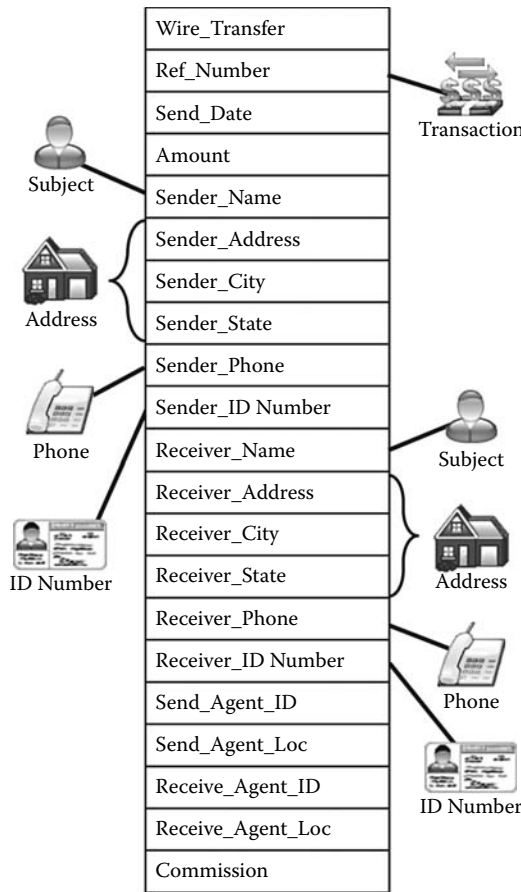 Wire_Transfer
Ref_Number
Send_Date
Amount
Sender_Name
Sender_Address
Sender_City
Sender_State
Sender_Phone
Sender_ID Number
Receiver_Name
Receiver_Address
Receiver_City
Receiver_State
Receiver_Phone
Receiver_ID Number
Send_Agent_ID
Send_Agent_Loc
Receive_Agent_ID
Receive_Agent_Loc
Commission
Subject
Address
Phone
ID Number
Transaction
Subject
Address
Phone
ID Number